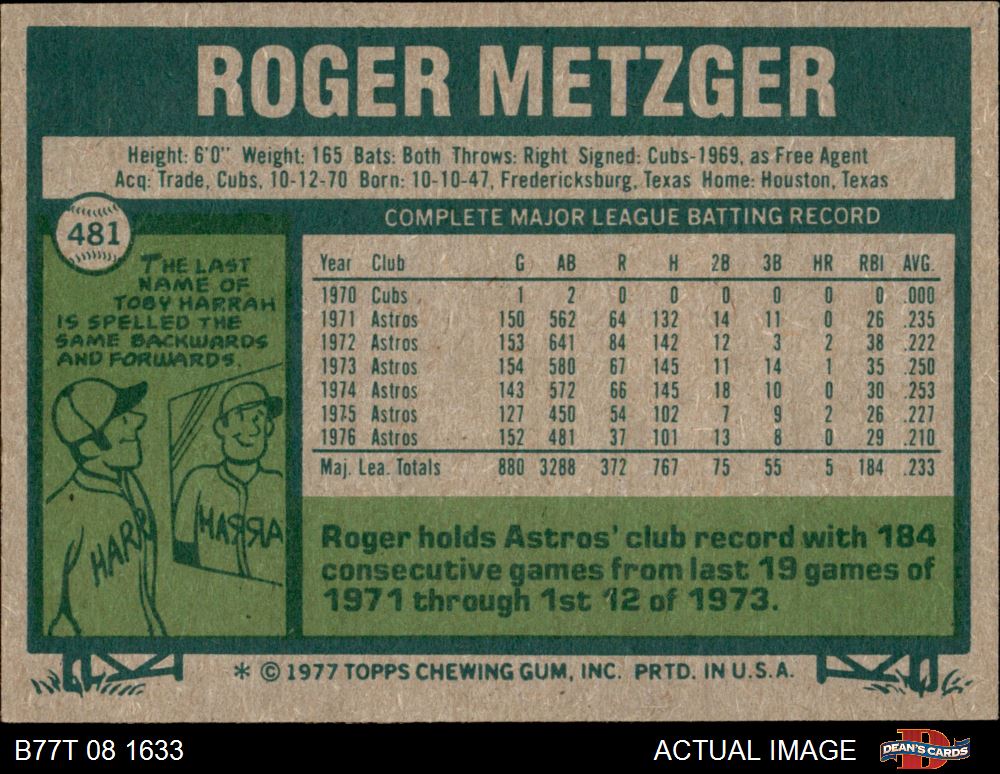 ROGER METZGER
Height: 6'0" Weight: 165 Bats: Both Throws: Right Signed: Cubs-1969, as Free Agent
Acq: Trade, Cubs, 10-12-70 Born: 10-10-47, Fredericksburg, Texas Home: Houston, Texas
481
THE LAST
NAME OF
TOBY HARRAH
IS SPELLED THE
SAME BACKWARDS
AND FORWARDS.
HARR
HARRA
COMPLETE MAJOR LEAGUE BATTING RECORD
Year Club G AB R H 2B 3B HR RBI AVG.
1970 Cubs 1 2 0 0 0 0 0 0 .000
1971 Astros 150 562 64 132 14 11 0 26 .235
1972 Astros 153 641 84 142 12 3 2 38 .222
1973 Astros 154 580 67 145 11 14 1 35 .250
1974 Astros 143 572 66 145 18 10 0 30 .253
1975 Astros 127 450 54 102 7 9 2 26 .227
1976 Astros 152 481 37 101 13 8 0 29 .210
Maj. Lea. Totals 880 3288 372 767 75 55 5 184 .233
Roger holds Astros' club record with 184
consecutive games from last 19 games of
1971 through 1st 12 of 1973.
* © 1977 TOPPS CHEWING GUM, INC. PRTD. IN U.S.A.
B77T 08 1633
ACTUAL IMAGE
DEAN'S CARDS